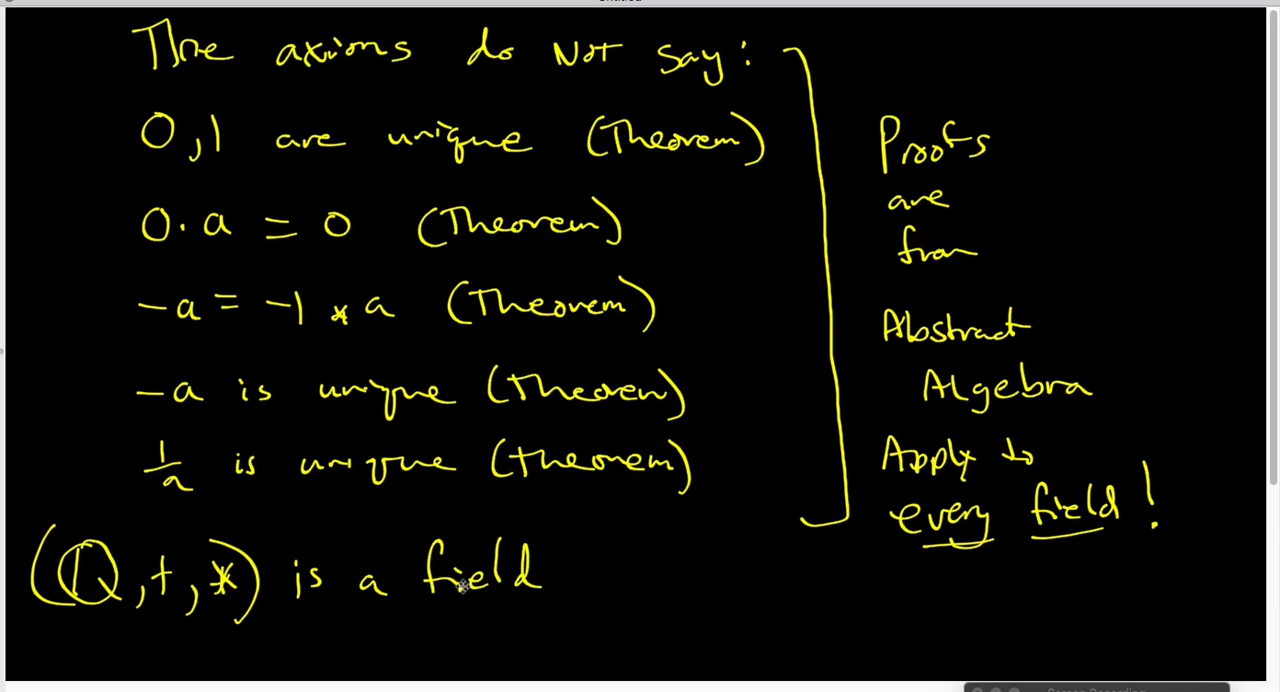 The axioms do NOT say:
0,1 are unique (Theorem)
0·a = 0 (Theorem)
-a = -1 * a (Theorem)
-a is unique (Theorem)
1/a is unique (Theorem)
Proofs
are
from
Abstract
Algebra
Apply to
every field!
(ℚ,+,*) is a field